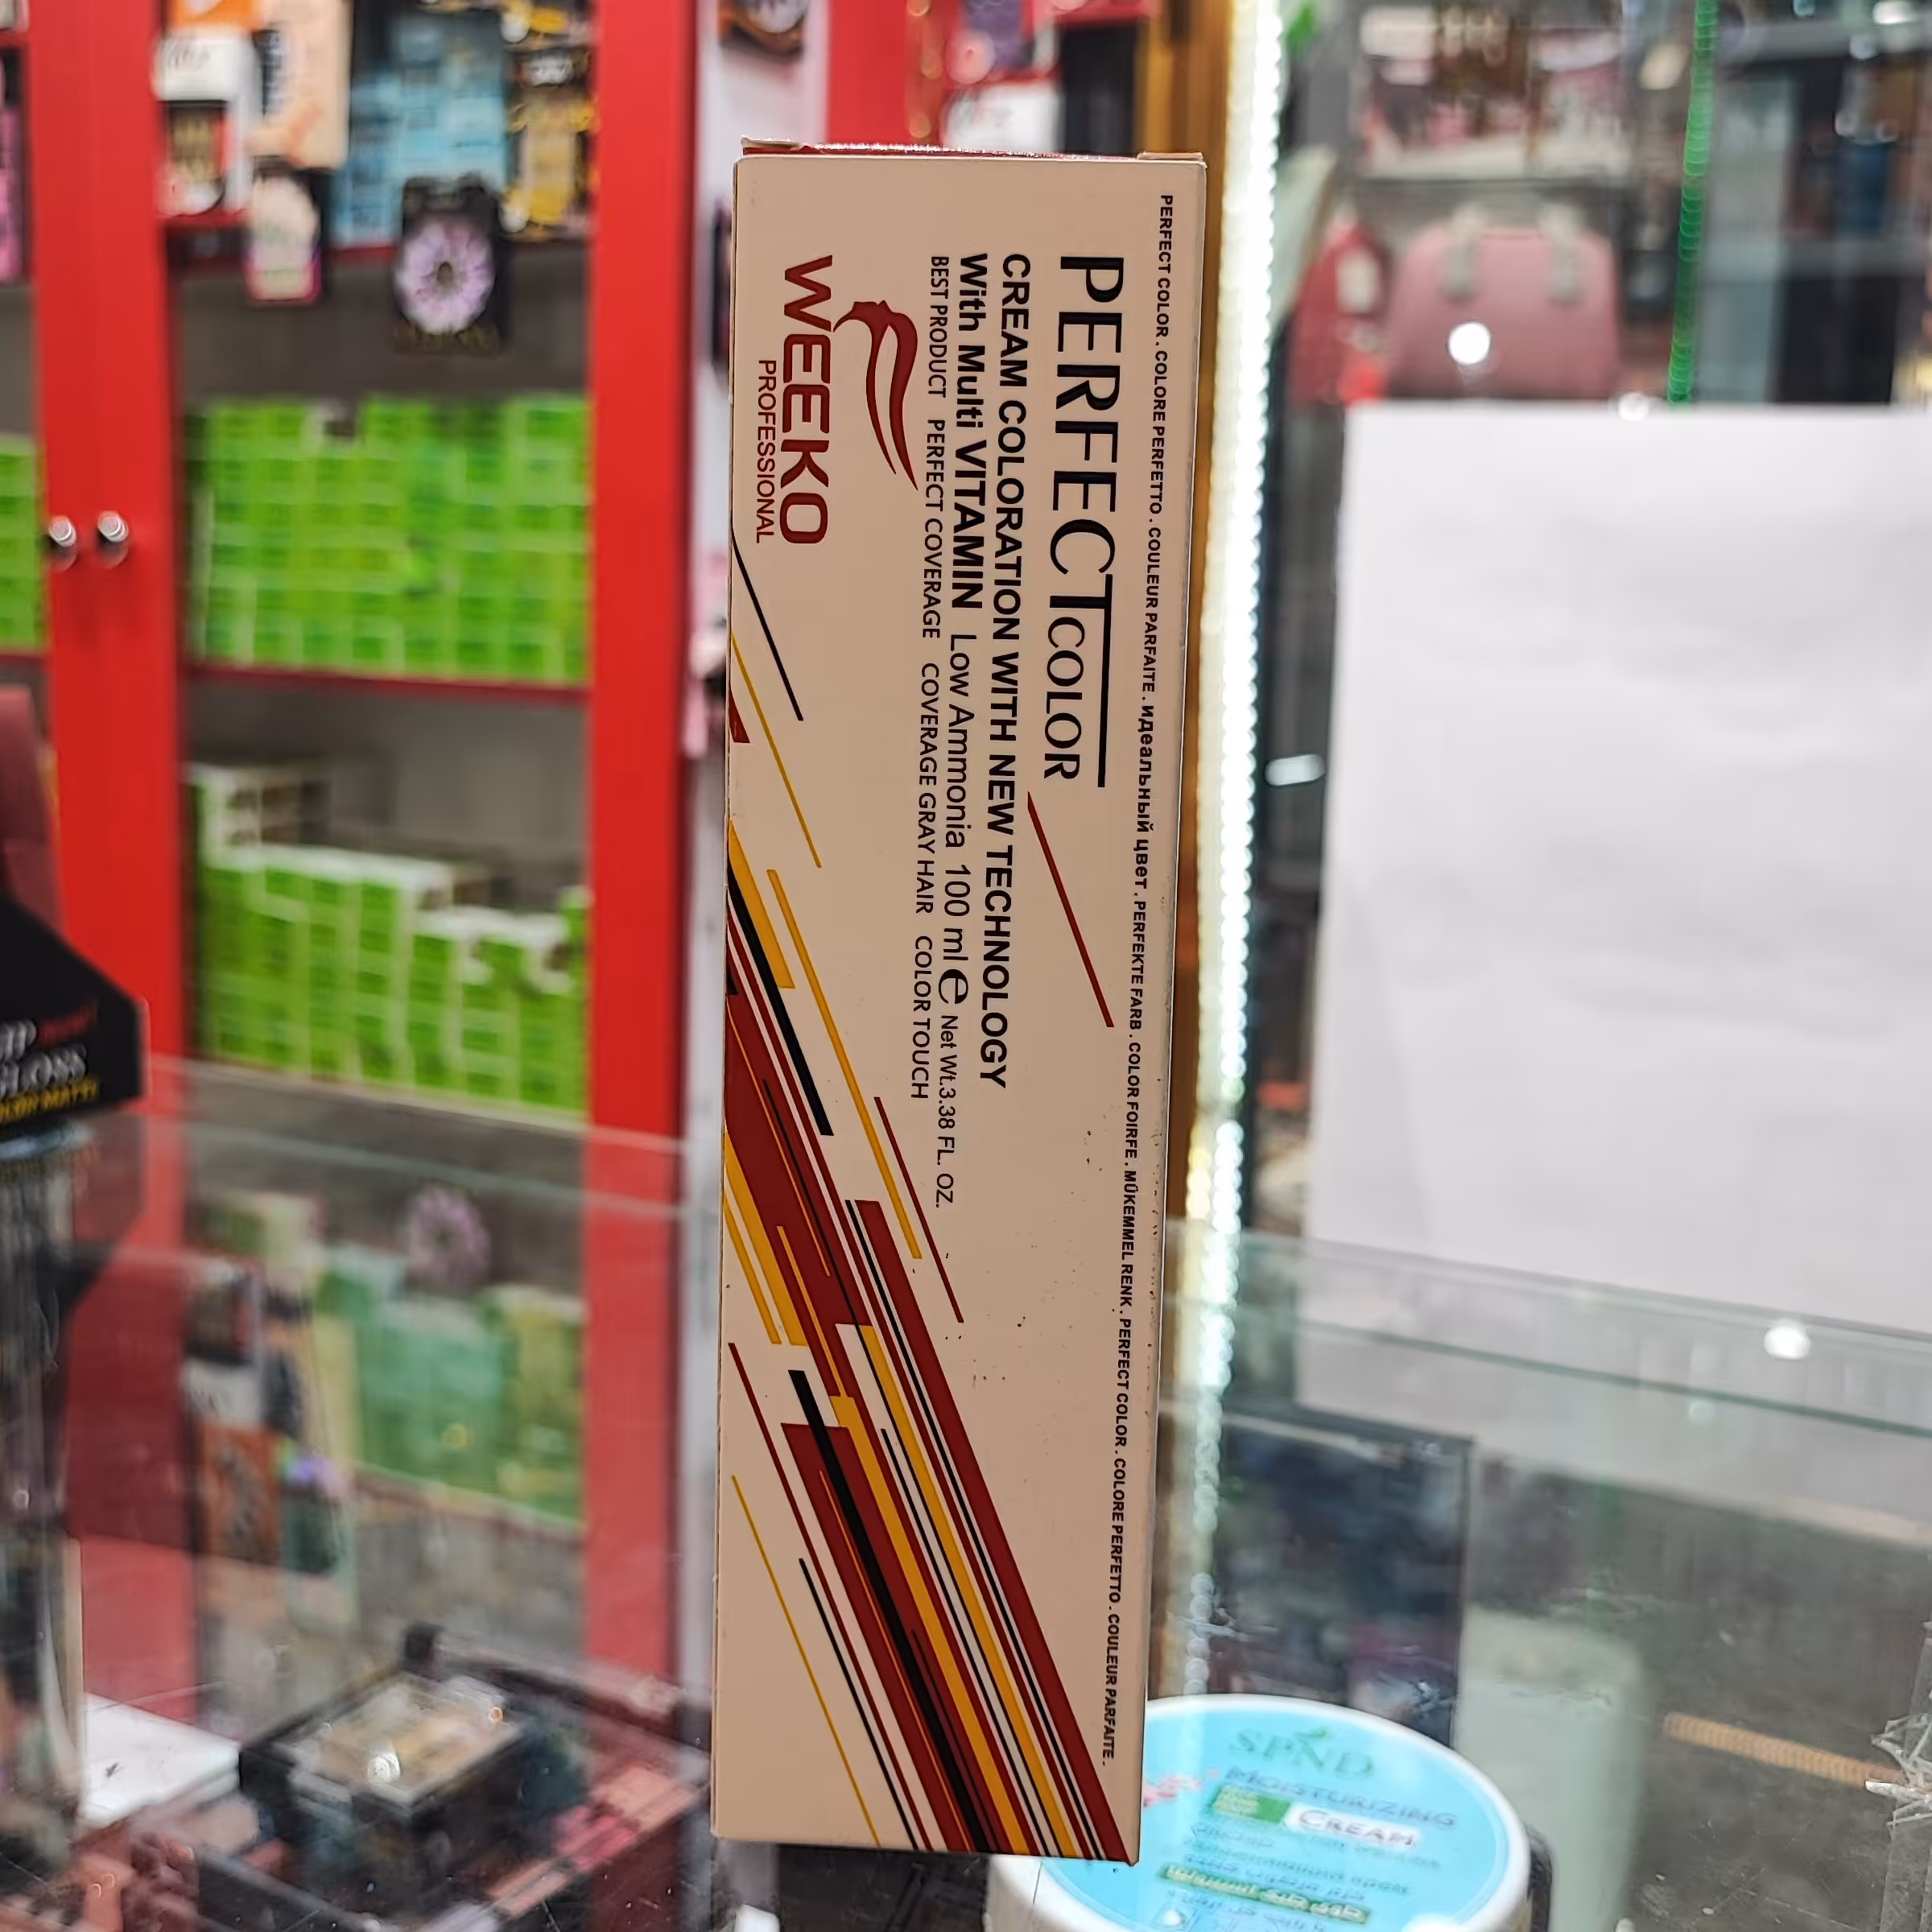 PERFECT COLOR . COLORE PERFETTO . COULEUR PARFAITE . идеальный цвет . PERFEKTE FARB . COLOR FOIRFE . MÜKEMMEL RENK . PERFECT COLOR . COLORE PERFETTO . COULEUR PARFAITE .
PERFECT COLOR
CREAM COLORATION WITH NEW TECHNOLOGY
With Multi VITAMIN Low Ammonia 100 ml ℮ Net Wt.3.38 FL. OZ.
BEST PRODUCT PERFECT COVERAGE COVERAGE GRAY HAIR COLOR TOUCH
WEEKO
PROFESSIONAL
SPND
MOISTURIZING
CREAM